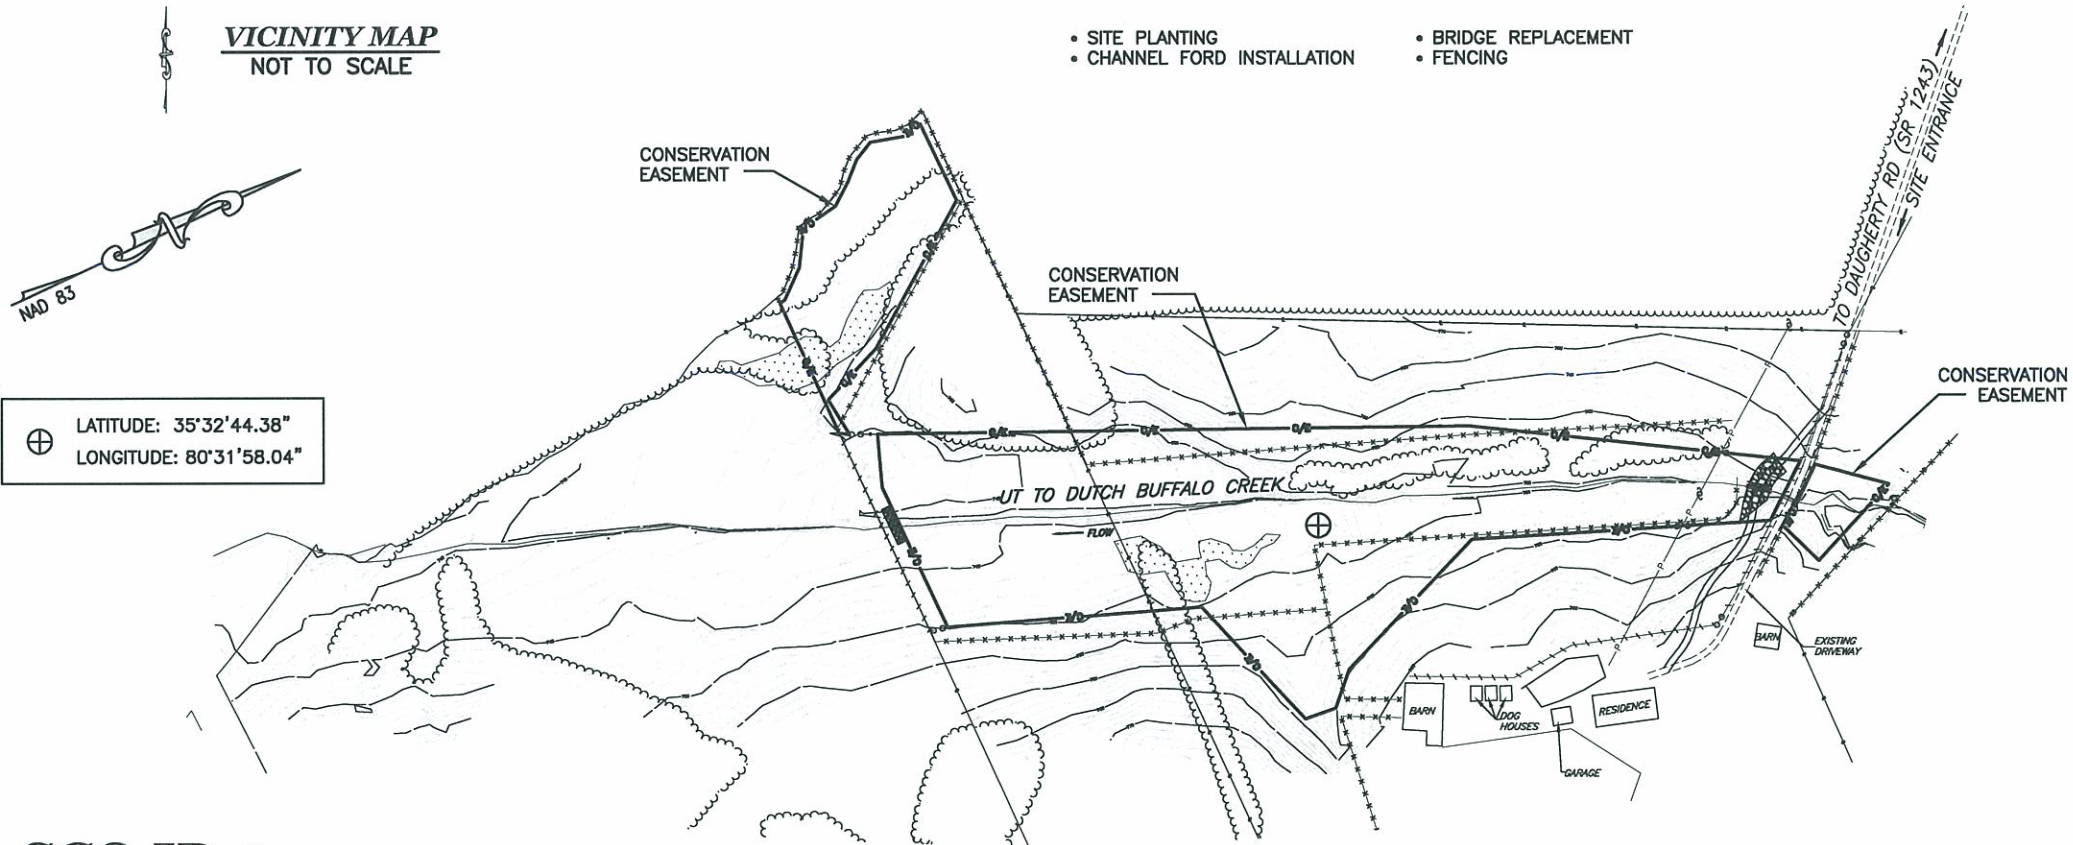 VICINITY MAP
NOT TO SCALE
• SITE PLANTING
• CHANNEL FORD INSTALLATION
• BRIDGE REPLACEMENT
• FENCING
NAD 83
CONSERVATION
EASEMENT
CONSERVATION
EASEMENT
TO DAUGHERTY RD (SR 1243)
SITE ENTRANCE
CONSERVATION
EASEMENT
LATITUDE: 35°32'44.38"
LONGITUDE: 80°31'58.04"
UT TO DUTCH BUFFALO CREEK
FLOW
BARN
EXISTING
DRIVEWAY
BARN
DOG
HOUSES
RESIDENCE
GARAGE